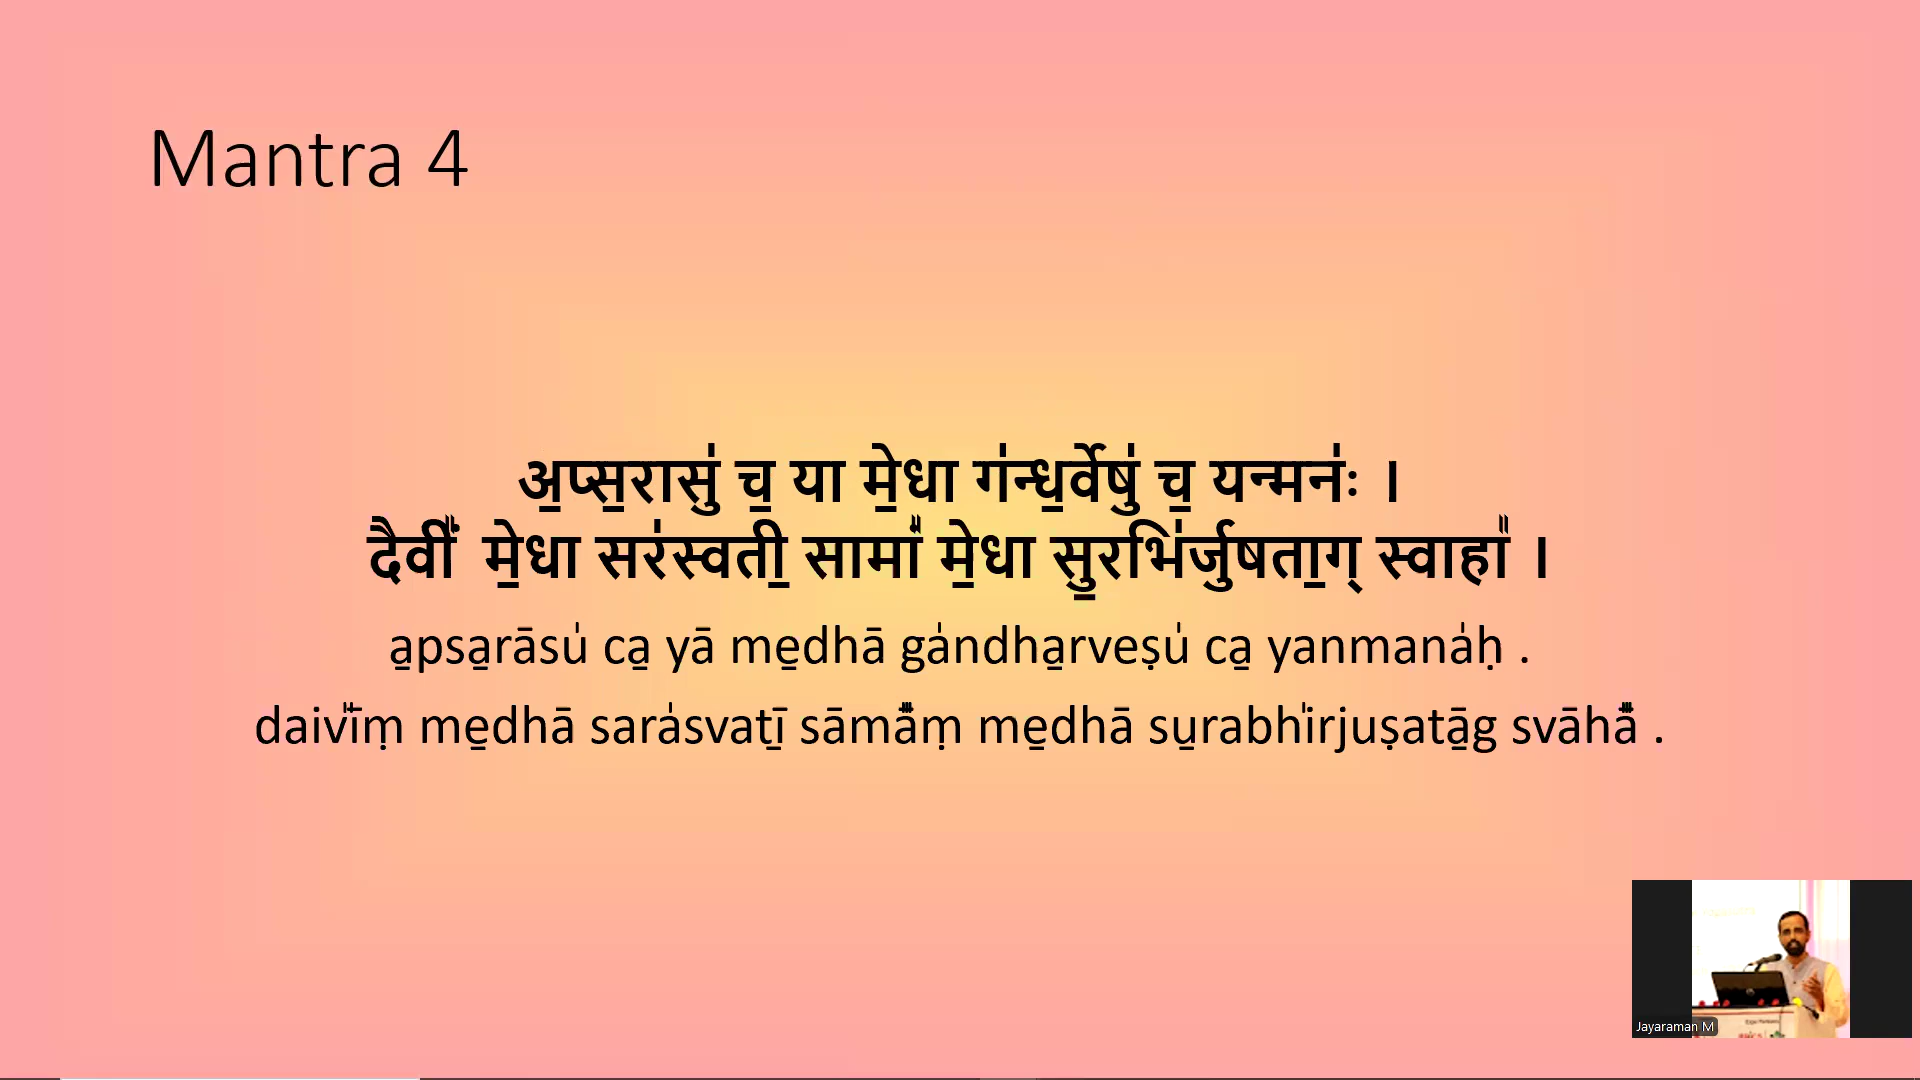 Mantra 4
अ॒प्स॒रासु॑ च॒ या मे॒धा ग॑न्ध॒र्वेषु॑ च॒ यन्मन॑ः ।
दैवीं᳚ मे॒धा सर॑स्वती॒ सामां᳚ मे॒धा सु॒रभि॑र्जुषता॒ग् स्वाहा᳚ ।
a̱psa̱rāsu̍ ca̱ yā me̱dhā ga̍ndha̱rveṣu̍ ca̱ yanmana̍ḥ .
daivī̎ṃ me̱dhā sara̍svatī̱ sāmā̎ṃ me̱dhā su̱rabhi̍rjuṣatā̱g svāhā̎ .
Jayaraman M